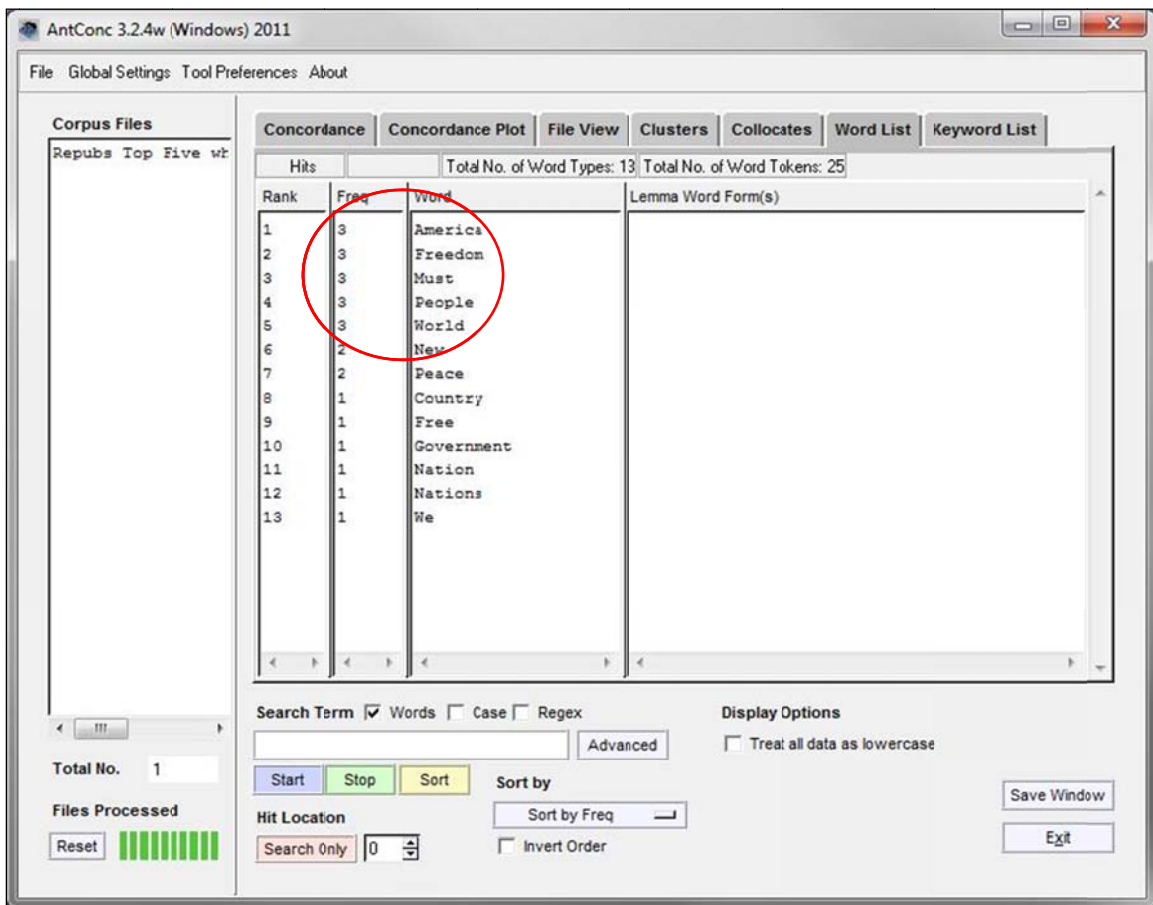 AntConc 3.2.4w (Windows) 2011
File Global Settings Tool Preferences About
Corpus Files
Repubs Top Five wh
Concordance Concordance Plot File View Clusters Collocates Word List Keyword List
Hits Total No. of Word Types: 13 Total No. of Word Tokens: 25
Rank Freq Word Lemma Word Form(s)
1 3 America
2 3 Freedom
3 3 Must
4 3 People
5 3 World
6 2 New
7 2 Peace
8 1 Country
9 1 Free
10 1 Government
11 1 Nation
12 1 Nations
13 1 We
Search Term Words Case Regex
Advanced
Display Options
Treat all data as lowercase
Total No. 1
Start Stop Sort
Sort by
Sort by Freq
Files Processed
Reset
Hit Location
Search Only 0
Invert Order
Save Window
Exit